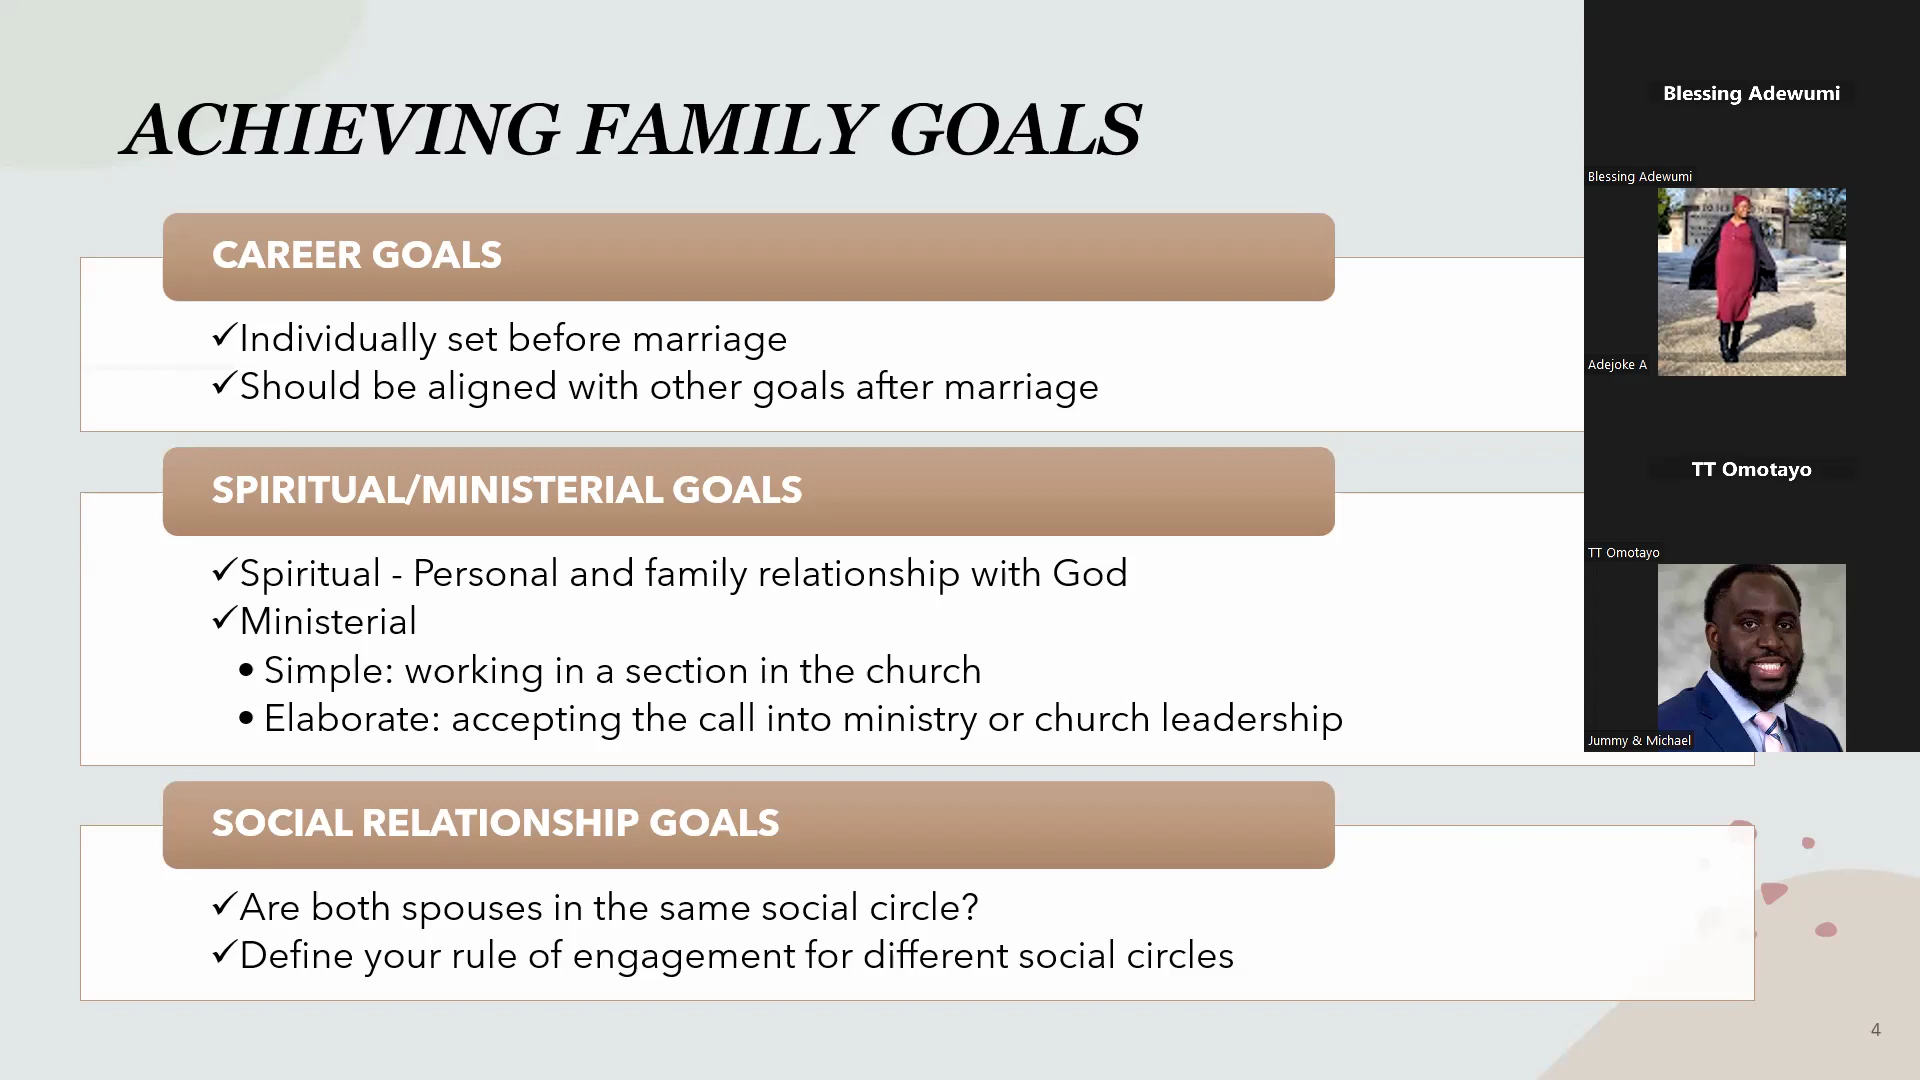 ACHIEVING FAMILY GOALS
CAREER GOALS
✓Individually set before marriage
✓Should be aligned with other goals after marriage
SPIRITUAL/MINISTERIAL GOALS
✓Spiritual - Personal and family relationship with God
✓Ministerial
• Simple: working in a section in the church
• Elaborate: accepting the call into ministry or church leadership
SOCIAL RELATIONSHIP GOALS
✓Are both spouses in the same social circle?
✓Define your rule of engagement for different social circles
4
Blessing Adewumi
Blessing Adewumi
Adejoke A
TT Omotayo
TT Omotayo
Jummy & Michael